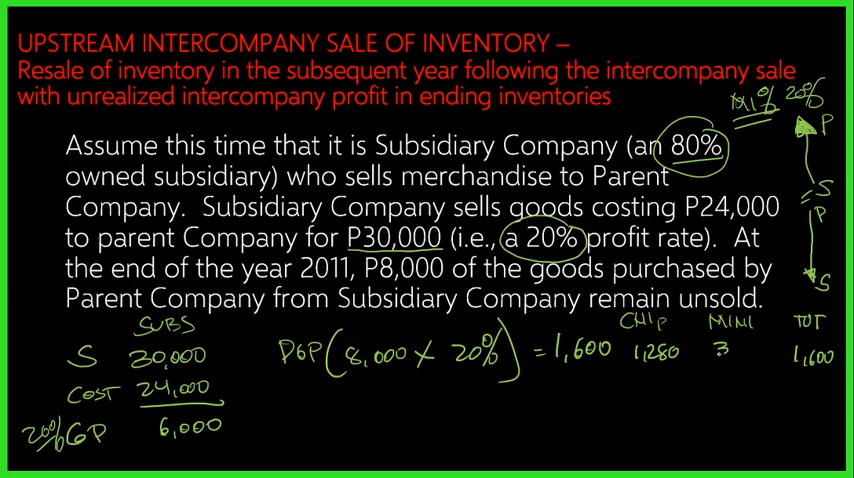 UPSTREAM INTERCOMPANY SALE OF INVENTORY –
Resale of inventory in the subsequent year following the intercompany sale
with unrealized intercompany profit in ending inventories
MI% 20%
P
S
P
S
Assume this time that it is Subsidiary Company (an 80%
owned subsidiary) who sells merchandise to Parent
Company. Subsidiary Company sells goods costing P24,000
to parent Company for P30,000 (i.e., a 20% profit rate). At
the end of the year 2011, P8,000 of the goods purchased by
Parent Company from Subsidiary Company remain unsold.
SUBS
S 30,000
COST 24,000
20% GP 6,000
CHIP MINI TOT
DGP (8,000 x 20%) = 1,600 1,280 3 1,600